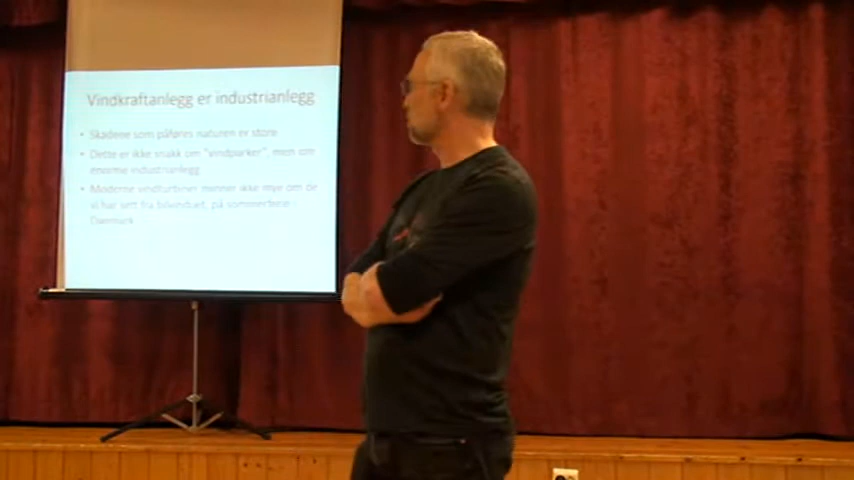 Vindkraftanlegg er industrianlegg
• Skadene som påføres naturen er store
• Dette er ikke snakk om "vindparker", men om
enorme industrianlegg
• Moderne vindturbiner minner ikke mye om de
vi har sett fra bilvinduet, på sommerferie i
Danmark